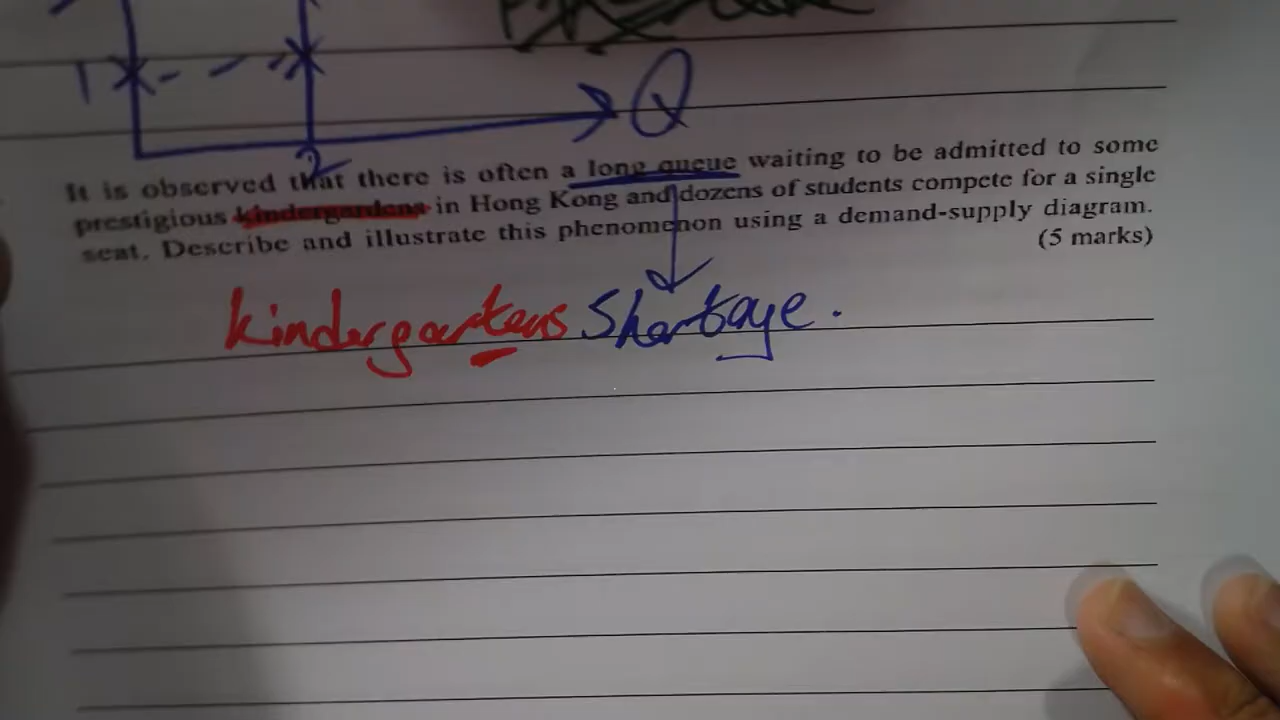 1
Q
2
It is observed that there is often a long queue waiting to be admitted to some
prestigious kindergardens in Hong Kong and dozens of students compete for a single
seat. Describe and illustrate this phenomenon using a demand-supply diagram.
(5 marks)
kindergartens Shortage.